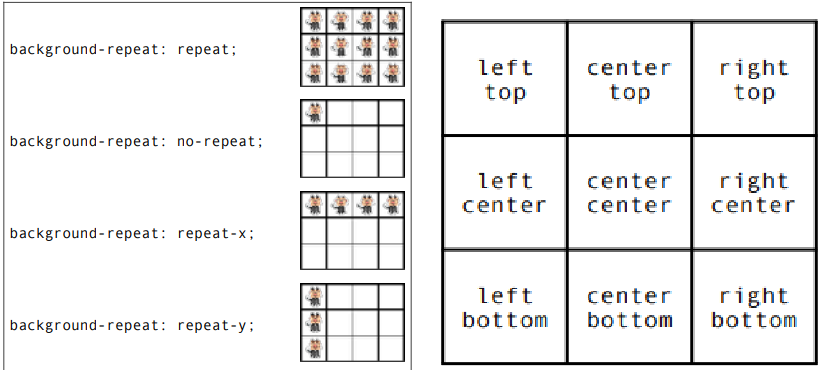 background-repeat: repeat;
background-repeat: no-repeat;
background-repeat: repeat-x;
background-repeat: repeat-y;
left
top
center
top
right
top
left
center
center
center
right
center
left
bottom
center
bottom
right
bottom